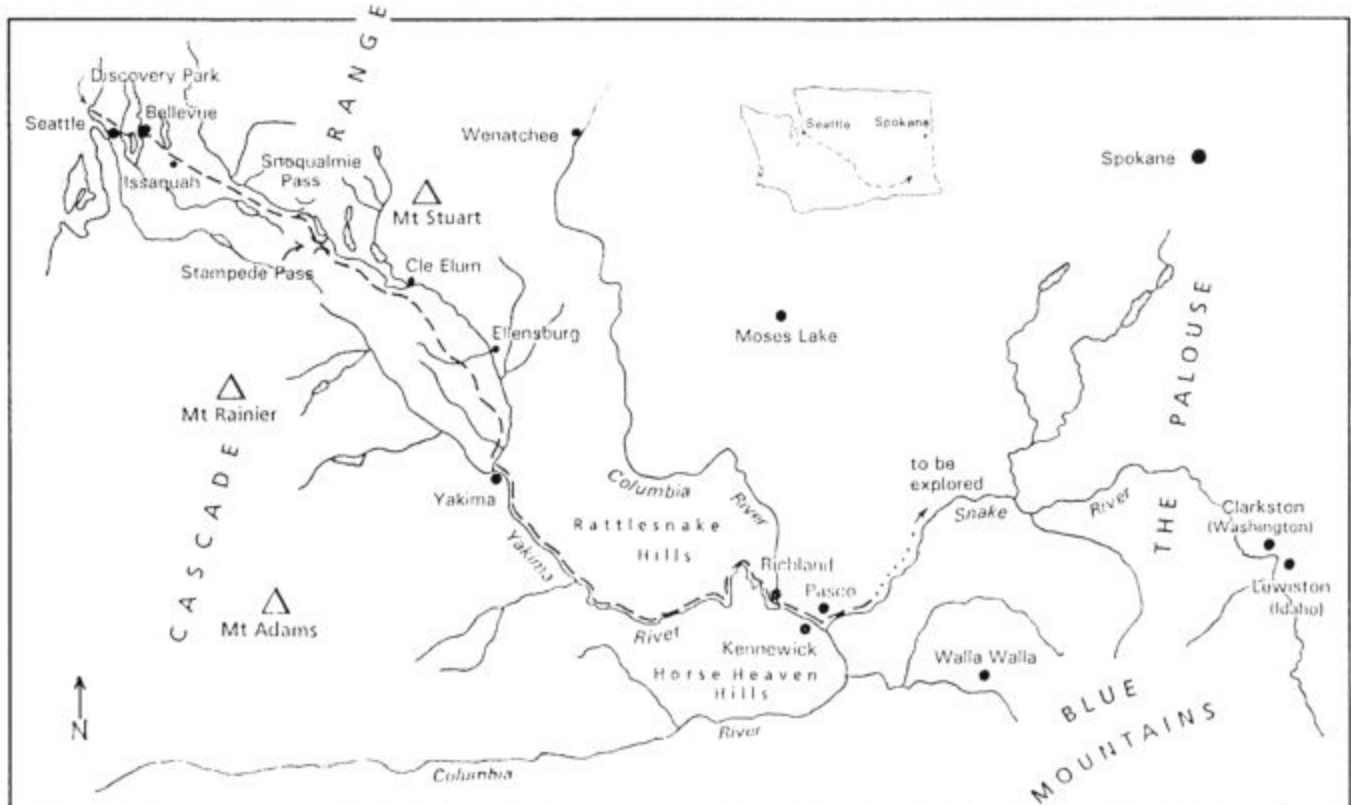 RANGE
Discovery Park
Seattle
Bellevue
Issaquah
Snoqualmie
Pass
Mt Stuart
Stampede Pass
Cle Elum
Ellensburg
Wenatchee
Seattle
Spokane
Spokane
Moses Lake
Mt Rainier
CASCADE
Mt Adams
Yakima
Yakima
River
Columbia
River
Rattlesnake
Hills
Richland
Pasco
Kennewick
Horse Heaven
Hills
to be
explored
Snake
River
THE PALOUSE
Clarkston
(Washington)
Lewiston
(Idaho)
Walla Walla
BLUE
MOUNTAINS
River
Columbia
N